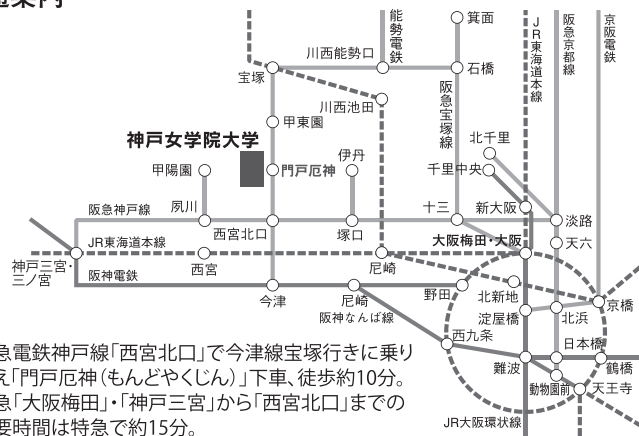 能勢電鉄
箕面
JR東海道本線
阪急京都線
京阪電鉄
川西能勢口
宝塚
石橋
川西池田
阪急宝塚線
甲東園
北千里
神戸女学院大学
甲陽園
門戸厄神
伊丹
千里中央
阪急神戸線
夙川
西宮北口
塚口
十三
新大阪
淡路
JR東海道本線
大阪梅田・大阪
天六
神戸三宮・
三ノ宮
西宮
尼崎
阪神電鉄
今津
尼崎
野田
北新地
京橋
阪神なんば線
淀屋橋
北浜
西九条
日本橋
難波
鶴橋
動物園前
天王寺
JR大阪環状線
急電鉄神戸線「西宮北口」で今津線宝塚行きに乗り
え「門戸厄神(もんどやくじん)」下車、徒歩約10分。
急「大阪梅田」・「神戸三宮」から「西宮北口」までの
要時間は特急で約15分。